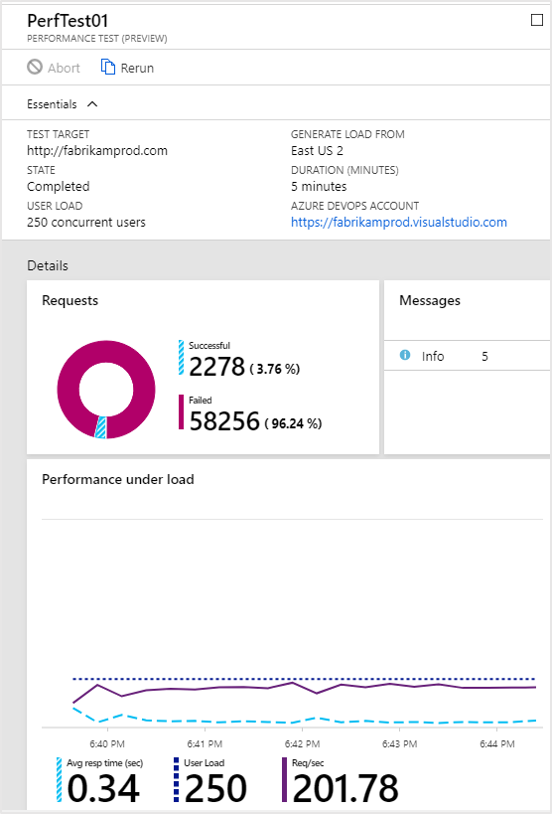 PerfTest01
PERFORMANCE TEST (PREVIEW)
Abort Rerun
Essentials
TEST TARGET
http://fabrikamprod.com
STATE
Completed
USER LOAD
250 concurrent users
GENERATE LOAD FROM
East US 2
DURATION (MINUTES)
5 minutes
AZURE DEVOPS ACCOUNT
https://fabrikamprod.visualstudio.com
Details
Requests
Successful
2278 ( 3.76 %)
Failed
58256 ( 96.24 %)
Messages
Info 5
Performance under load
6:40 PM 6:41 PM 6:42 PM 6:43 PM 6:44 PM
Avg resp time (sec)
0.34
User Load
250
Req/sec
201.78